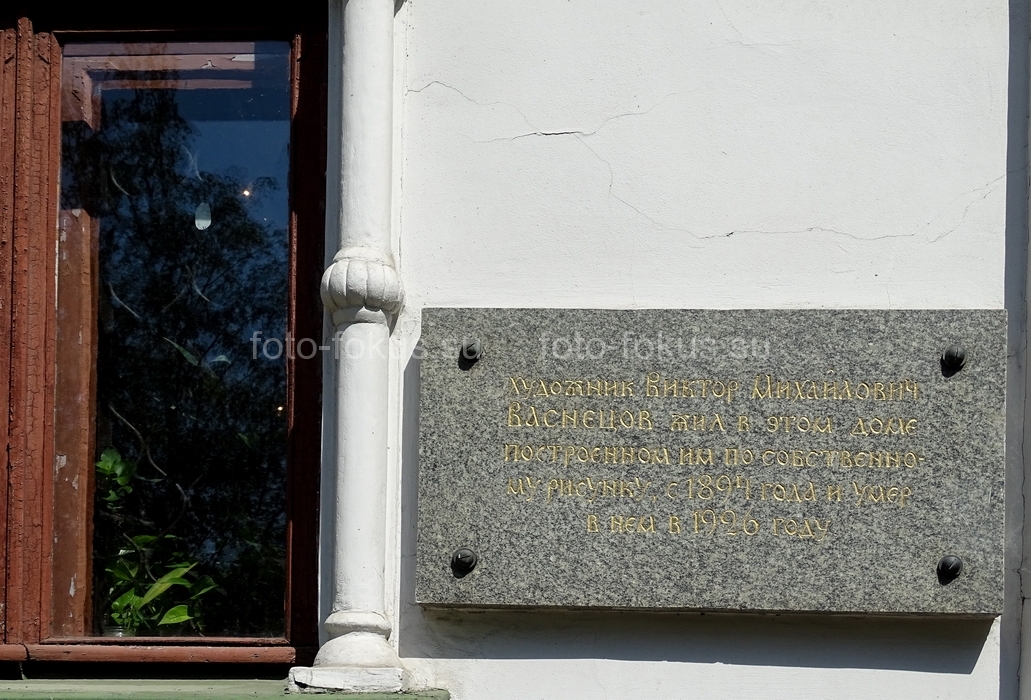 foto-fokus.su foto-fokus.su
художник Виктор Михайлович
Васнецов жил в этом доме
построенном им по собственно-
му рисунку, с 1894 года и умер
в нем в 1926 году